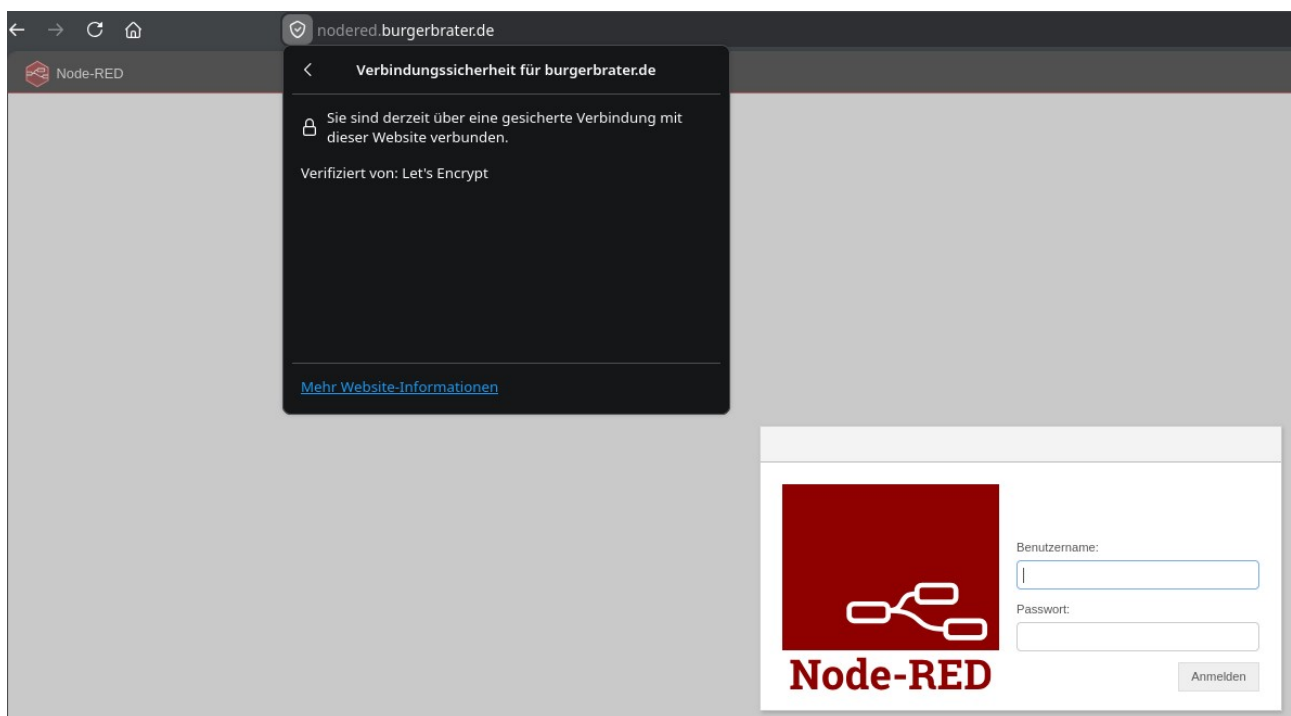 nodered.burgerbrater.de
Node-RED
Verbindungssicherheit für burgerbrater.de
Sie sind derzeit über eine gesicherte Verbindung mit
dieser Website verbunden.
Verifiziert von: Let's Encrypt
Mehr Website-Informationen
Benutzername:
Passwort:
Node-RED
Anmelden